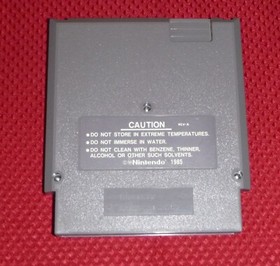 CAUTION
REV-A
●DO NOT STORE IN EXTREME TEMPERATURES.
●DO NOT IMMERSE IN WATER.
●DO NOT CLEAN WITH BENZENE, THINNER,
ALCOHOL OR OTHER SUCH SOLVENTS.
©®Nintendo 1985